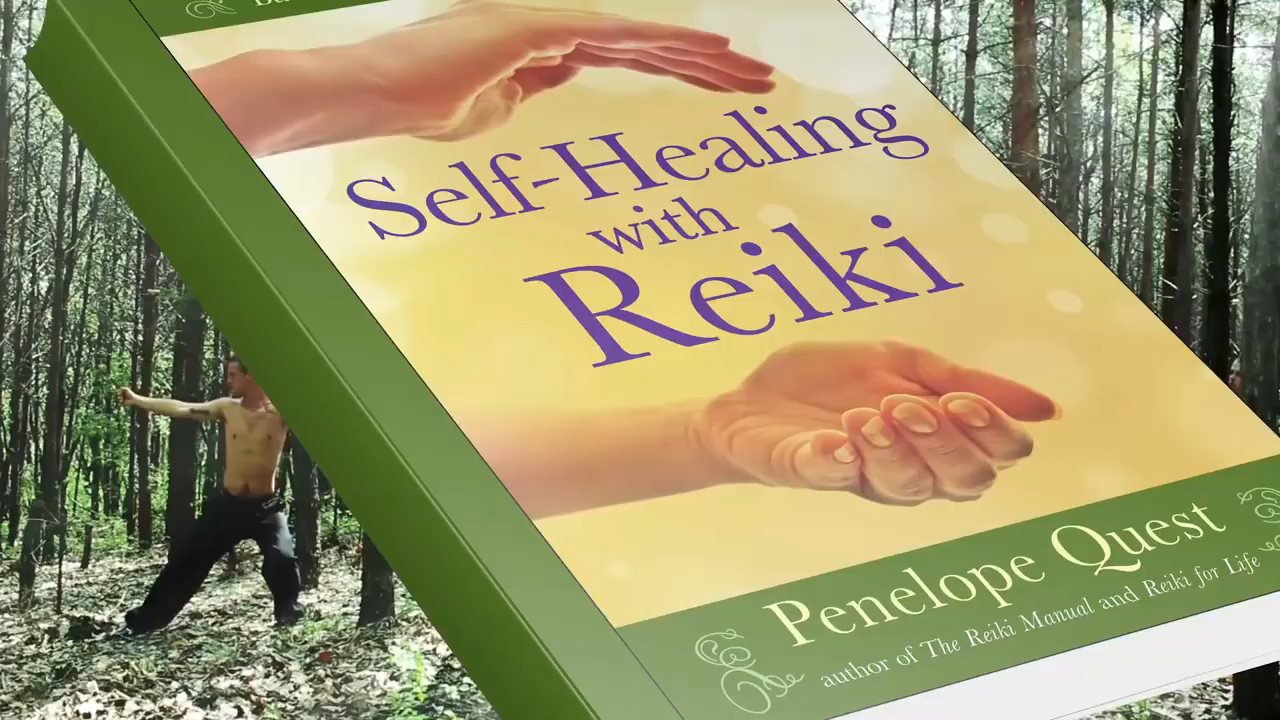 Self-Healing
with
Reiki
Penelope Quest
author of The Reiki Manual and Reiki for Life